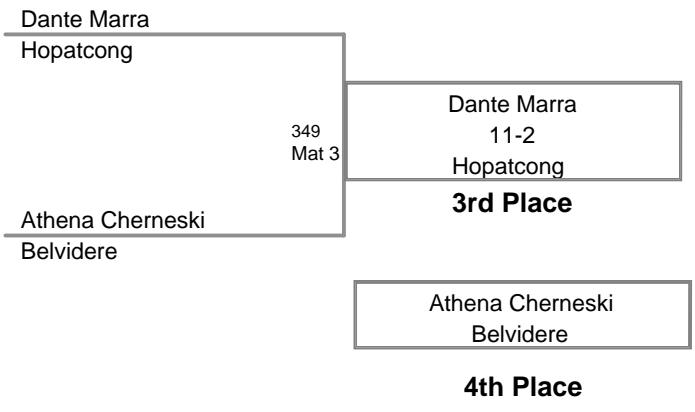 Dante Marra
Hopatcong
349
Mat 3
Dante Marra
11-2
Hopatcong
3rd Place
Athena Cherneski
Belvidere
Athena Cherneski
Belvidere
4th Place